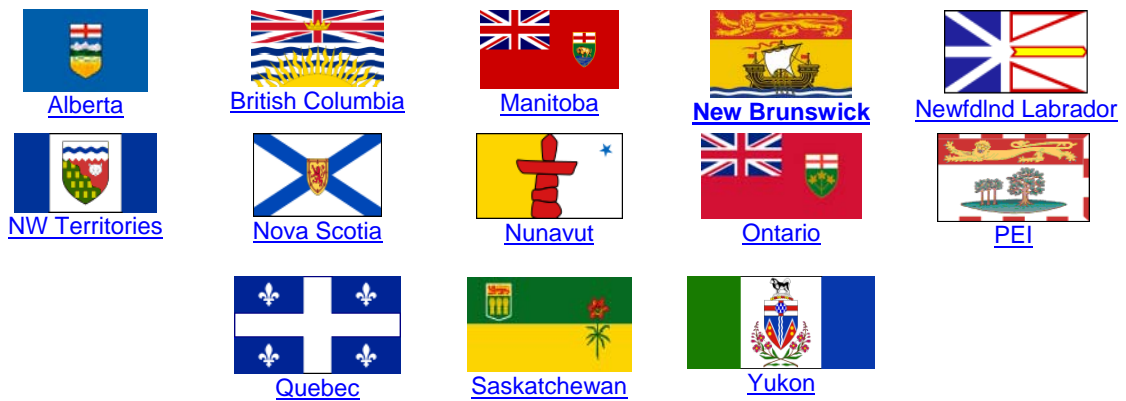 Alberta
British Columbia
Manitoba
New Brunswick
Newfdlnd Labrador
NW Territories
Nova Scotia
Nunavut
Ontario
PEI
Quebec
Saskatchewan
Yukon